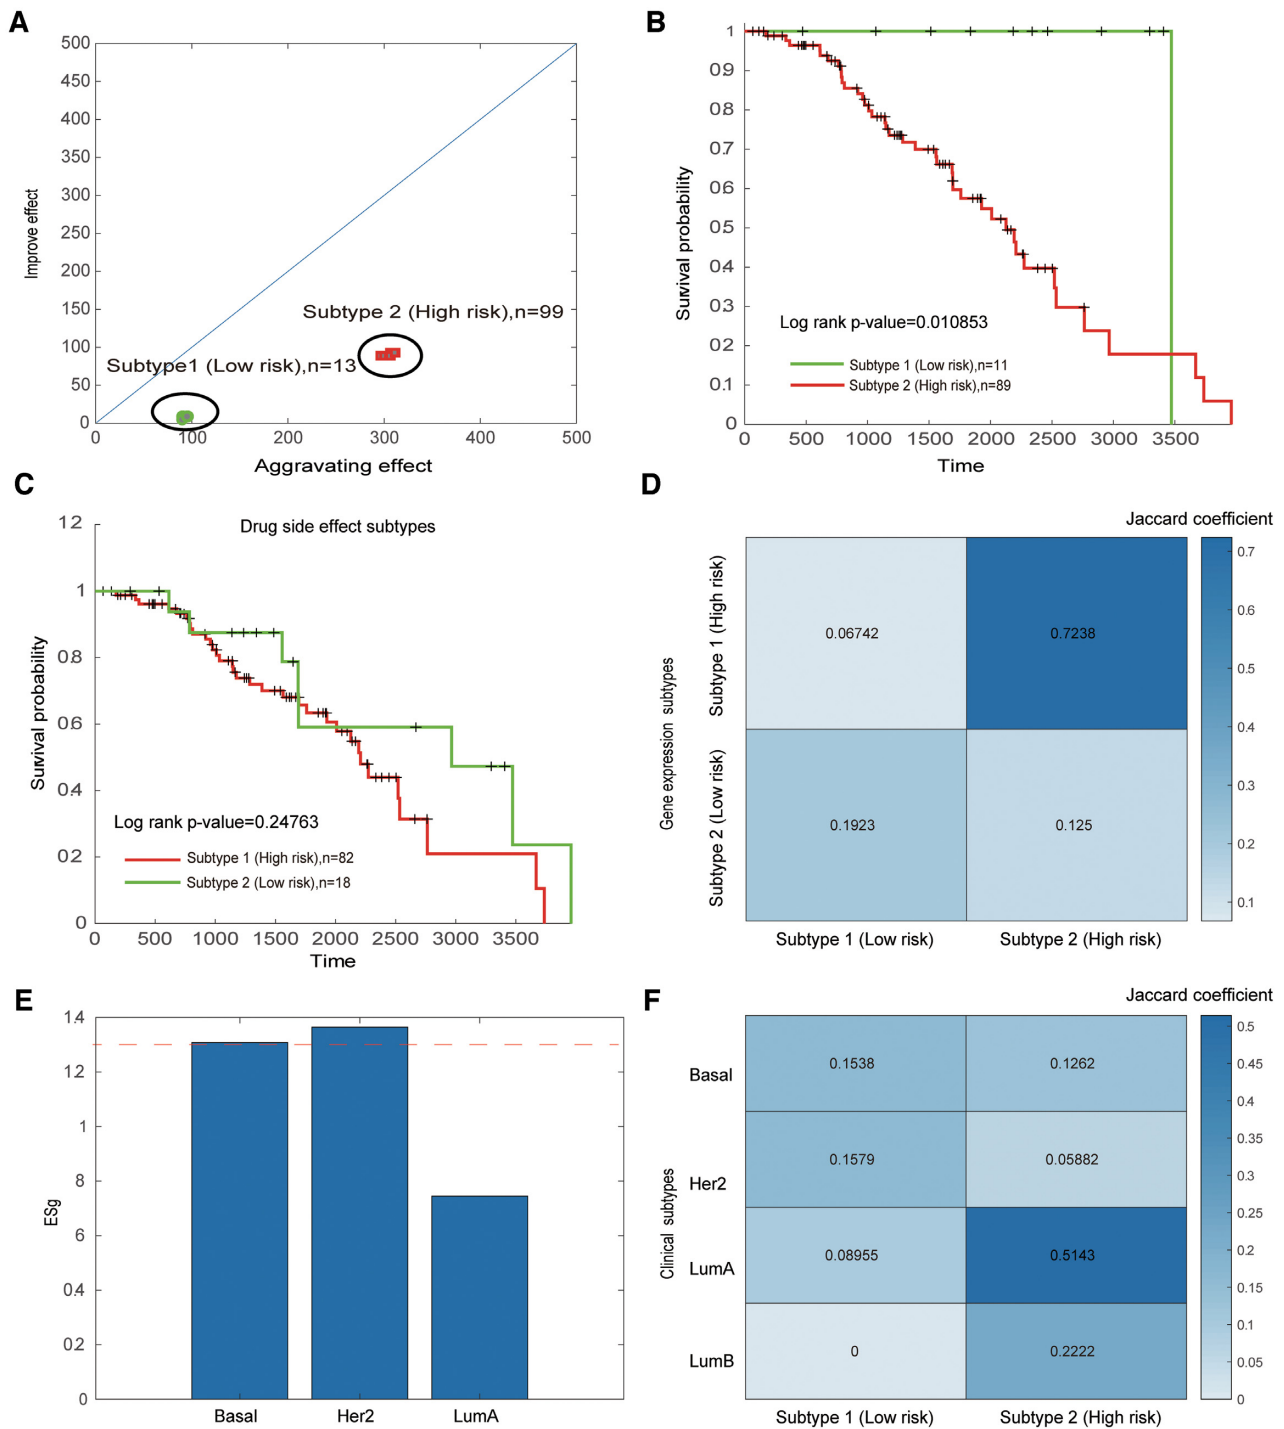 A
500
450
400
350
300
250
200
150
100
50
0
Improve effect
Subtype 2 (High risk),n=99
Subtype1 (Low risk),n=13
0
100
200
300
400
500
Aggravating effect
B
1
09
08
0.7
06
0.5
04
0.3
02
0.1
0
Survival probability
Log rank p-value=0.010853
Subtype 1 (Low risk),n=11
Subtype 2 (High risk),n=89
0
500
1000
1500
2000
2500
3000
3500
Time
C
12
1
08
06
04
02
0
Survival probability
Drug side effect subtypes
Log rank p-value=0.24763
Subtype 1 (High risk),n=82
Subtype 2 (Low risk),n=18
0
500
1000
1500
2000
2500
3000
3500
Time
D
Jaccard coefficient
Gene expression subtypes
Subtype 1 (High risk)
Subtype 2 (Low risk)
0.06742
0.7238
0.1923
0.125
Subtype 1 (Low risk)
Subtype 2 (High risk)
0.7
0.6
0.5
0.4
0.3
0.2
0.1
E
14
12
1
8
6
04
02
0
ESg
Basal
Her2
LumA
F
Jaccard coefficient
Clinical subtypes
Basal
Her2
LumA
LumB
0.1538
0.1262
0.1579
0.05882
0.08955
0.5143
0
0.2222
Subtype 1 (Low risk)
Subtype 2 (High risk)
0.5
0.45
0.4
0.35
0.3
0.25
0.2
0.15
0.1
0.05
0